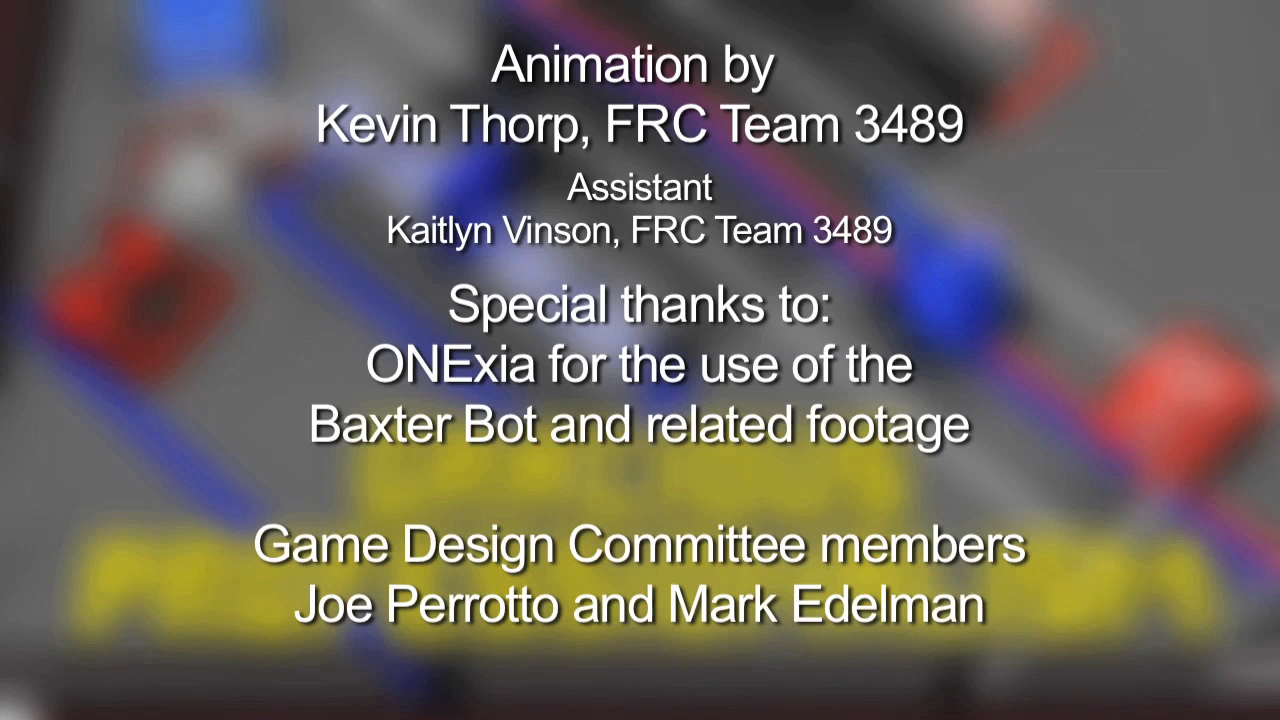 Animation by
Kevin Thorp, FRC Team 3489
Assistant
Kaitlyn Vinson, FRC Team 3489
Special thanks to:
ONExia for the use of the
Baxter Bot and related footage
Game Design Committee members
Joe Perrotto and Mark Edelman